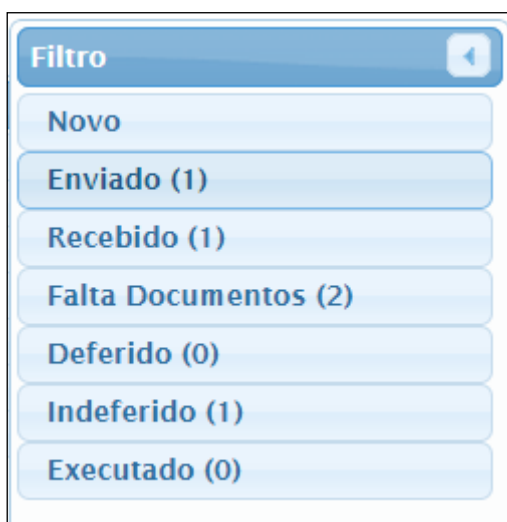 Filtro
Novo
Enviado (1)
Recebido (1)
Falta Documentos (2)
Deferido (0)
Indeferido (1)
Executado (0)